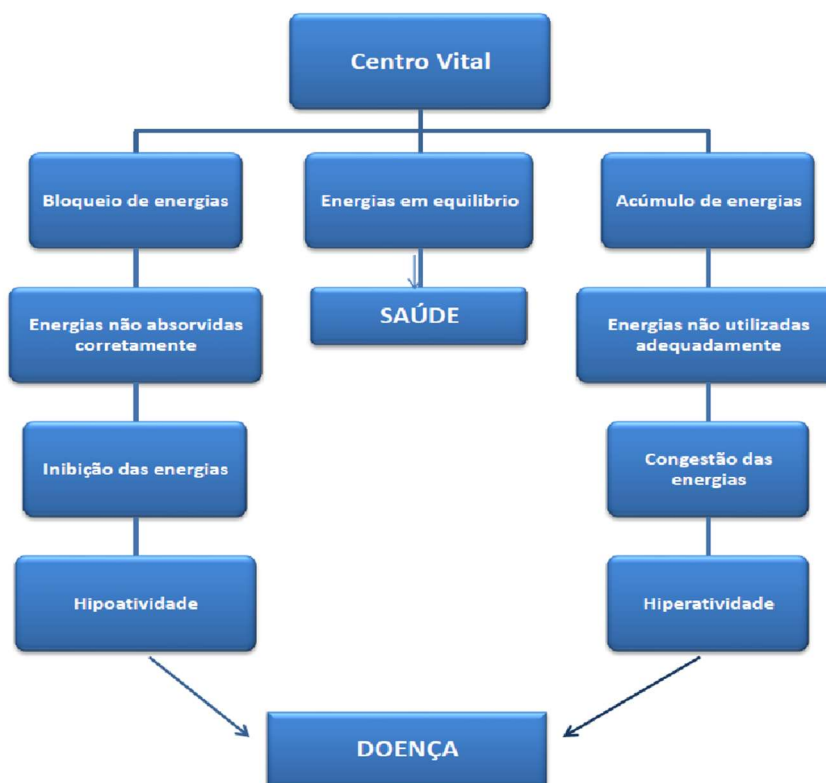 Centro Vital
Bloqueio de energias
Energias em equilibrio
Acúmulo de energias
Energias não absorvidas
corretamente
SAÚDE
Energias não utilizadas
adequadamente
Inibição das energias
Congestão das
energias
Hipoatividade
Hiperatividade
DOENÇA